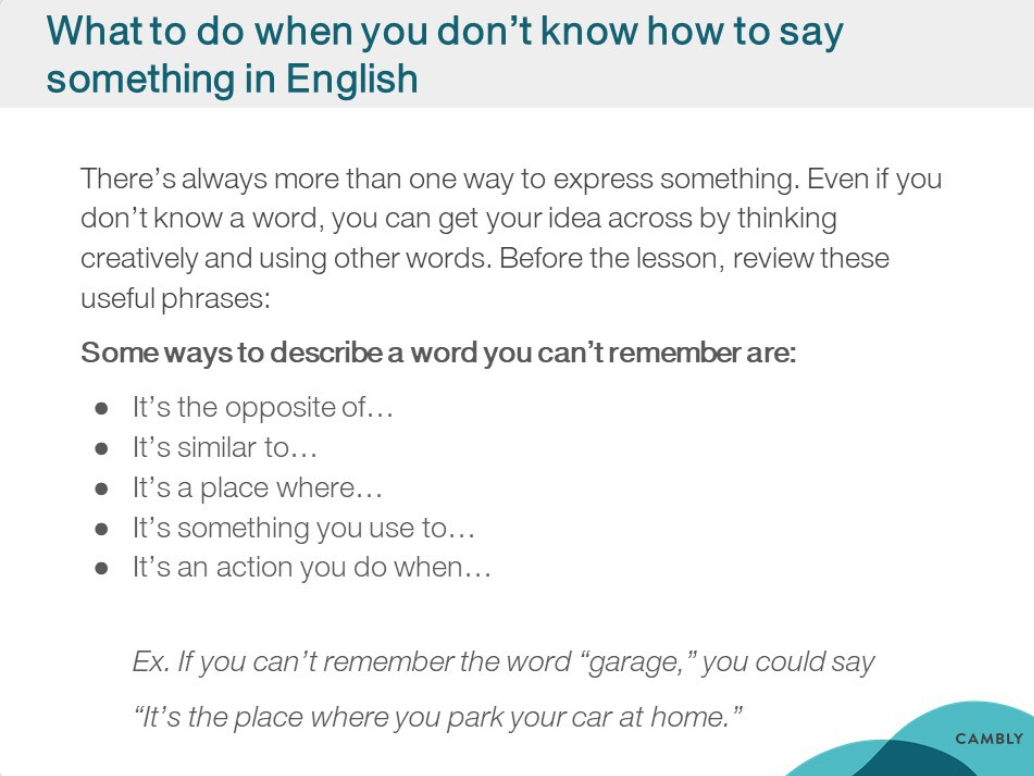 What to do when you don’t know how to say
something in English
There’s always more than one way to express something. Even if you
don’t know a word, you can get your idea across by thinking
creatively and using other words. Before the lesson, review these
useful phrases:
Some ways to describe a word you can’t remember are:
● It’s the opposite of…
● It’s similar to…
● It’s a place where…
● It’s something you use to…
● It’s an action you do when…
Ex. If you can’t remember the word “garage,” you could say
“It’s the place where you park your car at home.”
CAMBLY